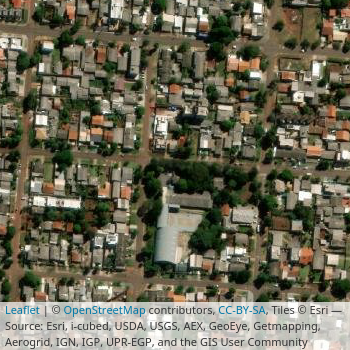 Leaflet | © OpenStreetMap contributors, CC-BY-SA, Tiles © Esri —
Source: Esri, i-cubed, USDA, USGS, AEX, GeoEye, Getmapping,
Aerogrid, IGN, IGP, UPR-EGP, and the GIS User Community